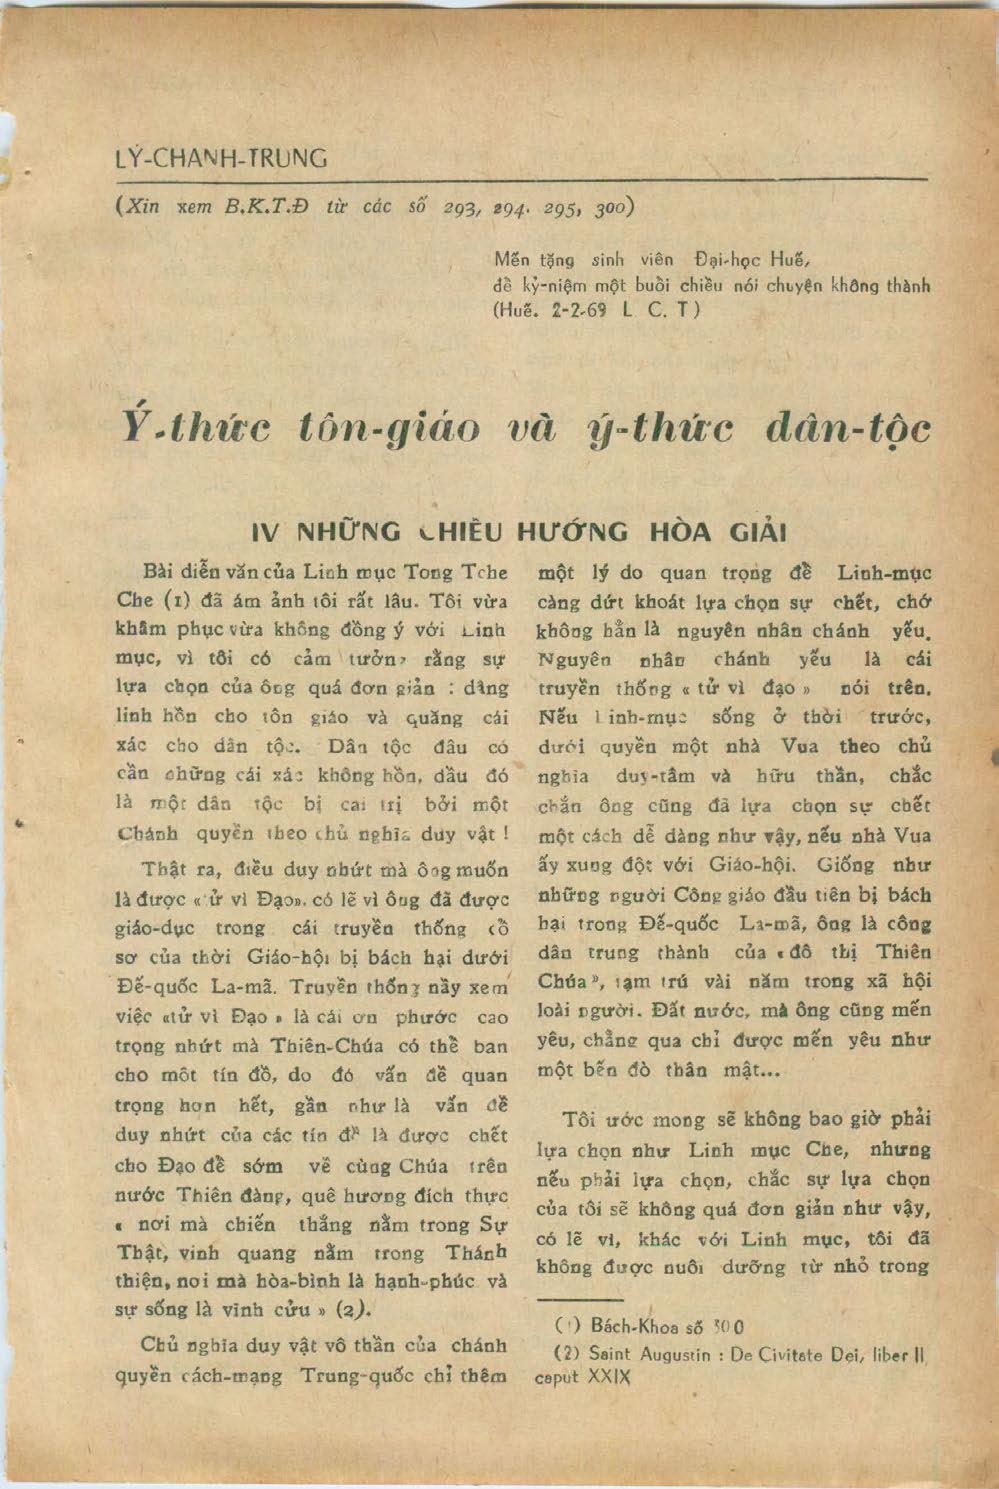 LÝ-CHANH-TRUNG
(Xin xem B.K.T.Đ từ các số 293, 294. 295, 300)
Mến tặng sinh viên Đại-học Huế,
để kỷ-niệm một buổi chiều nói chuyện không thành
(Huế. 2-2-69 L. C. T)
Ý-thức tôn-giáo và ý-thức dân-tộc
IV NHỮNG CHIỀU HƯỚNG HÒA GIẢI
Bài diễn văn của Linh mục Tong Tche
Che (1) đã ám ảnh tôi rất lâu. Tôi vừa
khâm phục vừa không đồng ý với Linh
mục, vì tôi có cảm tưởng rằng sự
lựa chọn của ông quá đơn giản : dâng
linh hồn cho tôn giáo và quăng cái
xác cho dân tộc. Dân tộc đâu có
cần những cái xác không hồn, dầu đó
là một dân tộc bị cai trị bởi một
Chánh quyền theo chủ nghĩa duy vật !
Thật ra, điều duy nhứt mà ông muốn
là được «tử vì Đạo», có lẽ vì ông đã được
giáo-dục trong cái truyền thống cổ
sơ của thời Giáo-hội bị bách hại dưới
Đế-quốc La-mã. Truyền thống nầy xem
việc «tử vì Đạo » là cái ơn phước cao
trọng nhứt mà Thiên-Chúa có thể ban
cho một tín đồ, do đó vấn đề quan
trọng hơn hết, gần như là vấn đề
duy nhứt của các tín đồ là được chết
cho Đạo để sớm về cùng Chúa trên
nước Thiên đàng, quê hương đích thực
« nơi mà chiến thắng nằm trong Sự
Thật, vinh quang nằm trong Thánh
thiện, nơi mà hòa-bình là hạnh-phúc và
sự sống là vĩnh cửu » (2).
Chủ nghĩa duy vật vô thần của chánh
quyền cách-mạng Trung-quốc chỉ thêm
một lý do quan trọng để Linh-mục
càng dứt khoát lựa chọn sự chết, chớ
không hẳn là nguyên nhân chánh yếu.
Nguyên nhân chánh yếu là cái
truyền thống « tử vì đạo » nói trên.
Nếu Linh-mục sống ở thời trước,
dưới quyền một nhà Vua theo chủ
nghĩa duy-tâm và hữu thần, chắc
chắn ông cũng đã lựa chọn sự chết
một cách dễ dàng như vậy, nếu nhà Vua
ấy xung đột với Giáo-hội. Giống như
những người Công giáo đầu tiên bị bách
hại trong Đế-quốc La-mã, ông là công
dân trung thành của «đô thị Thiên
Chúa», tạm trú vài năm trong xã hội
loài người. Đất nước, mà ông cũng mến
yêu, chẳng qua chỉ được mến yêu như
một bến đò thân mật...
Tôi ước mong sẽ không bao giờ phải
lựa chọn như Linh mục Che, nhưng
nếu phải lựa chọn, chắc sự lựa chọn
của tôi sẽ không quá đơn giản như vậy,
có lẽ vì, khác với Linh mục, tôi đã
không được nuôi dưỡng từ nhỏ trong
(1) Bách-Khoa số 300
(2) Saint Augustin : De Civitate Dei, liber II,
caput XXIX